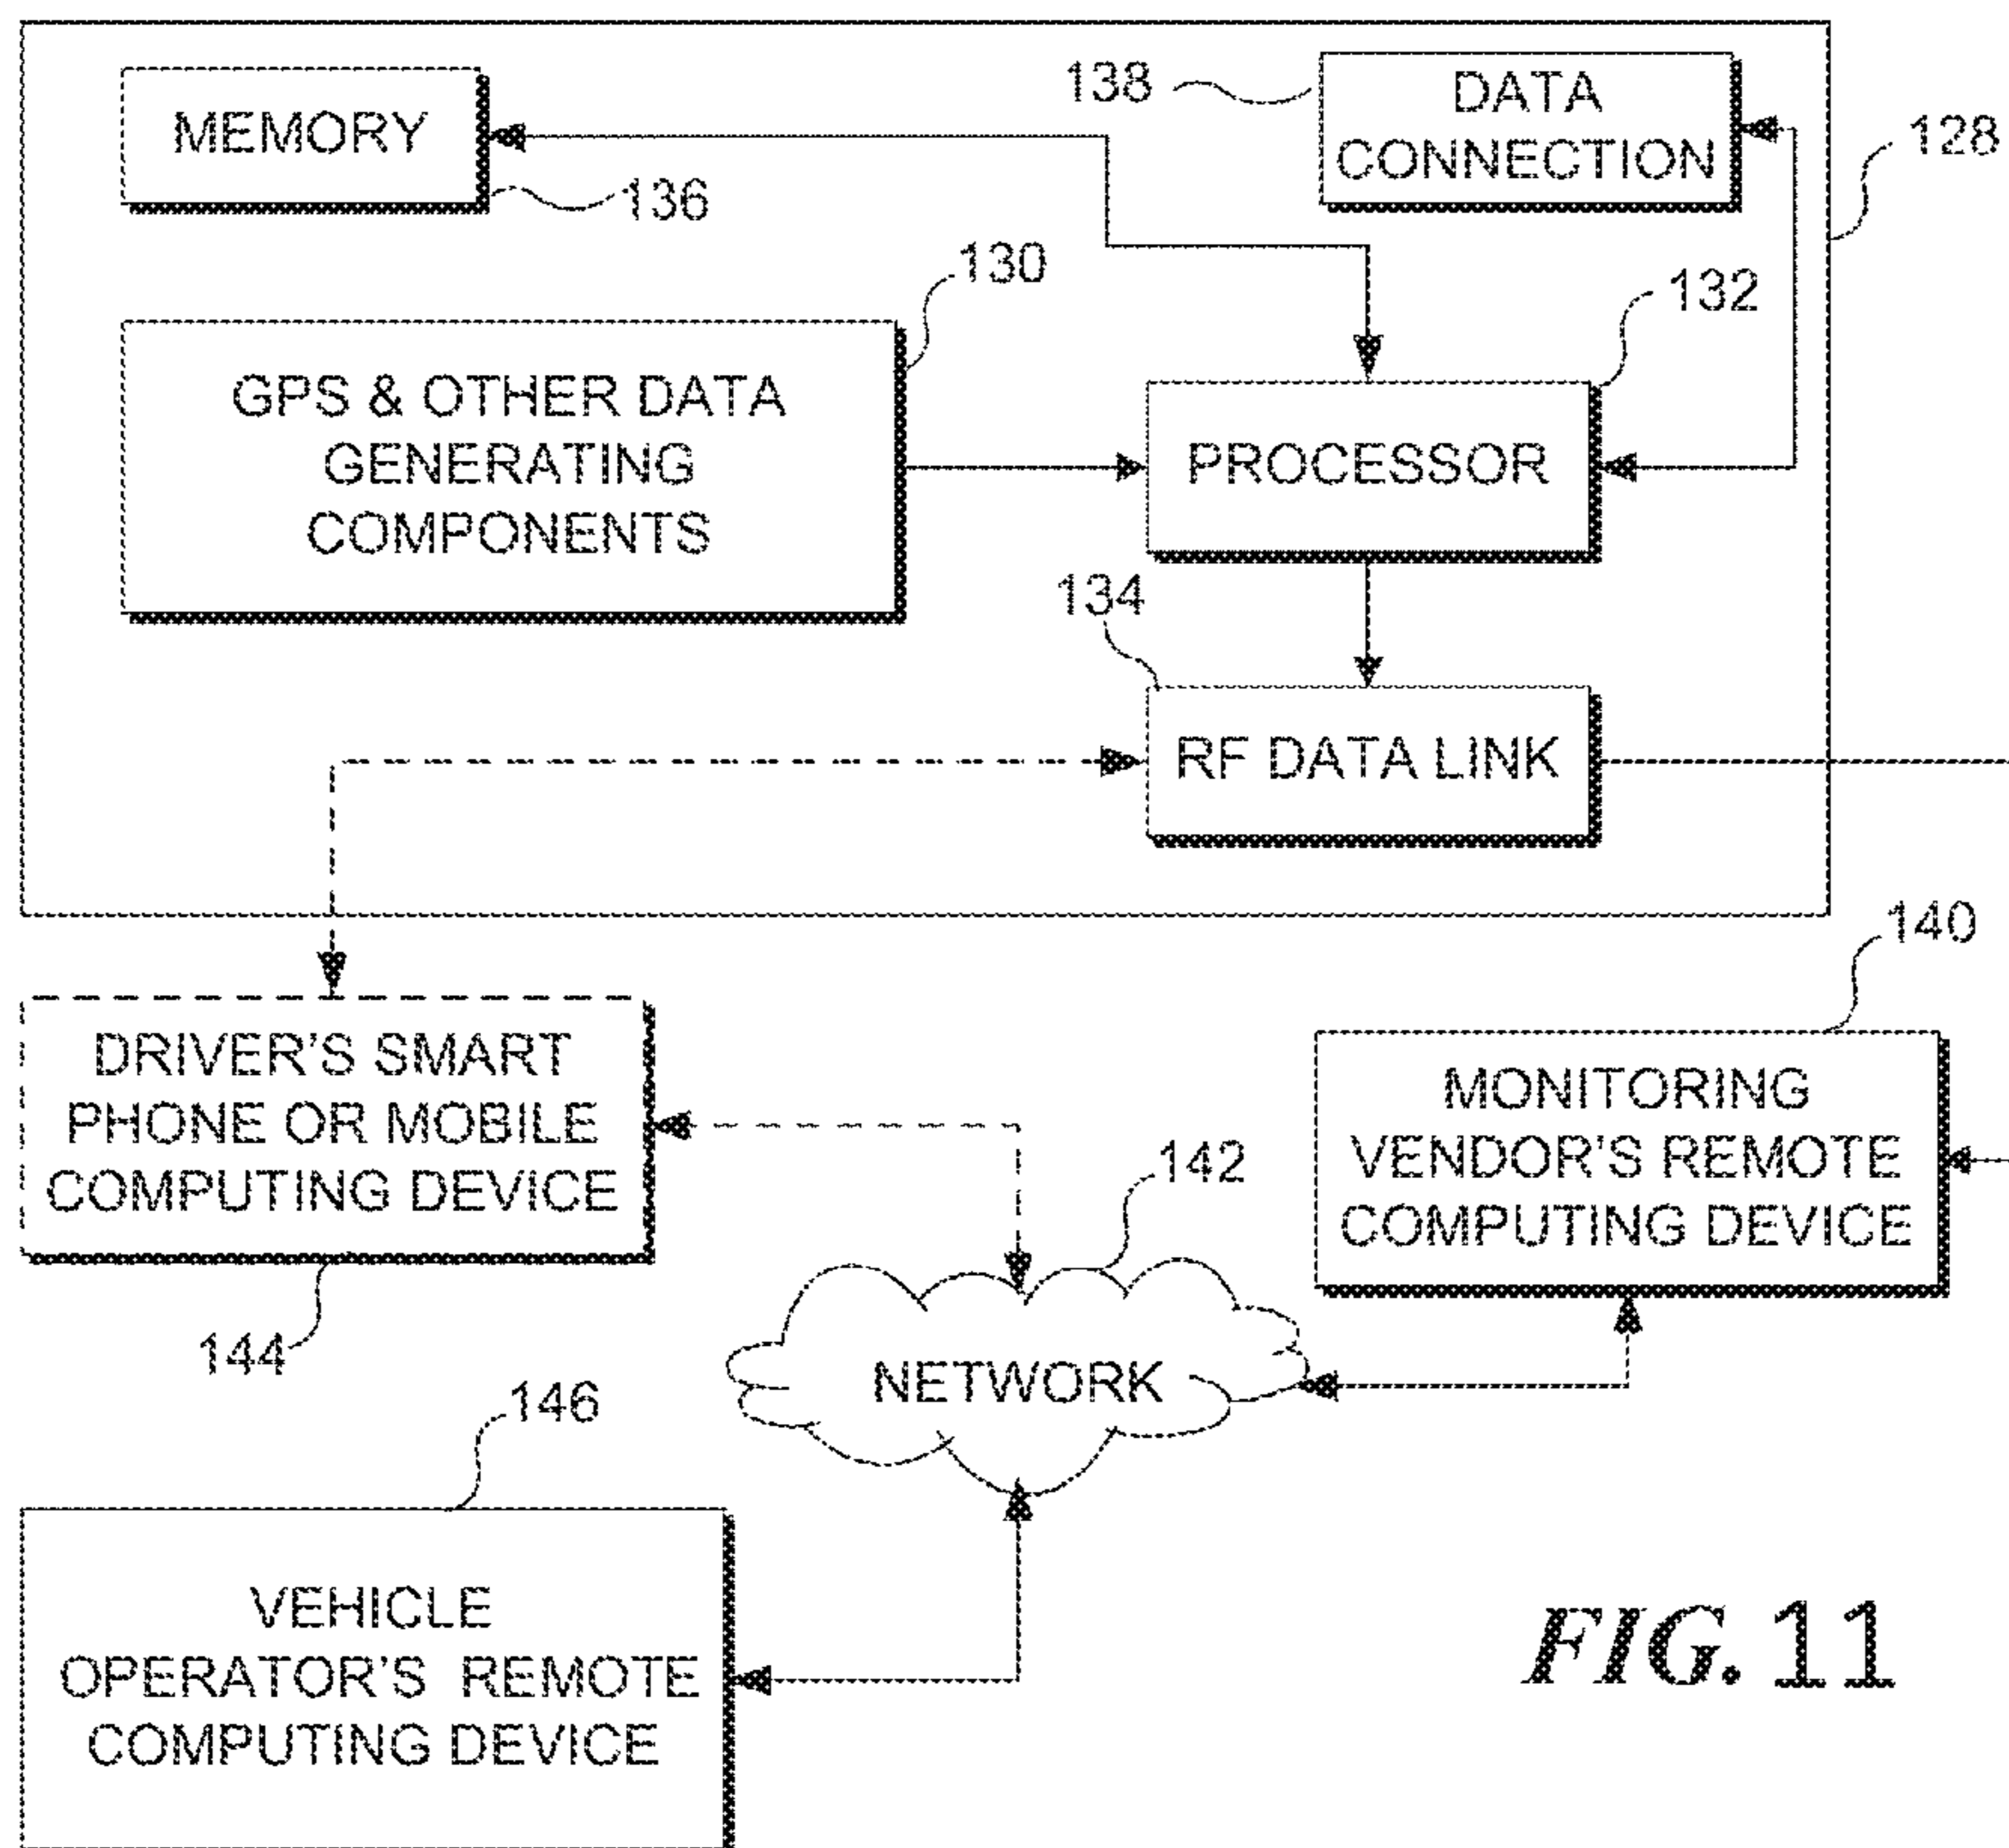 MEMORY
136
138
DATA
CONNECTION
128
130
GPS & OTHER DATA
GENERATING
COMPONENTS
132
PROCESSOR
134
RF DATA LINK
DRIVER'S SMART
PHONE OR MOBILE
COMPUTING DEVICE
144
140
MONITORING
VENDOR'S REMOTE
COMPUTING DEVICE
142
NETWORK
146
VEHICLE
OPERATOR'S REMOTE
COMPUTING DEVICE
FIG. 11